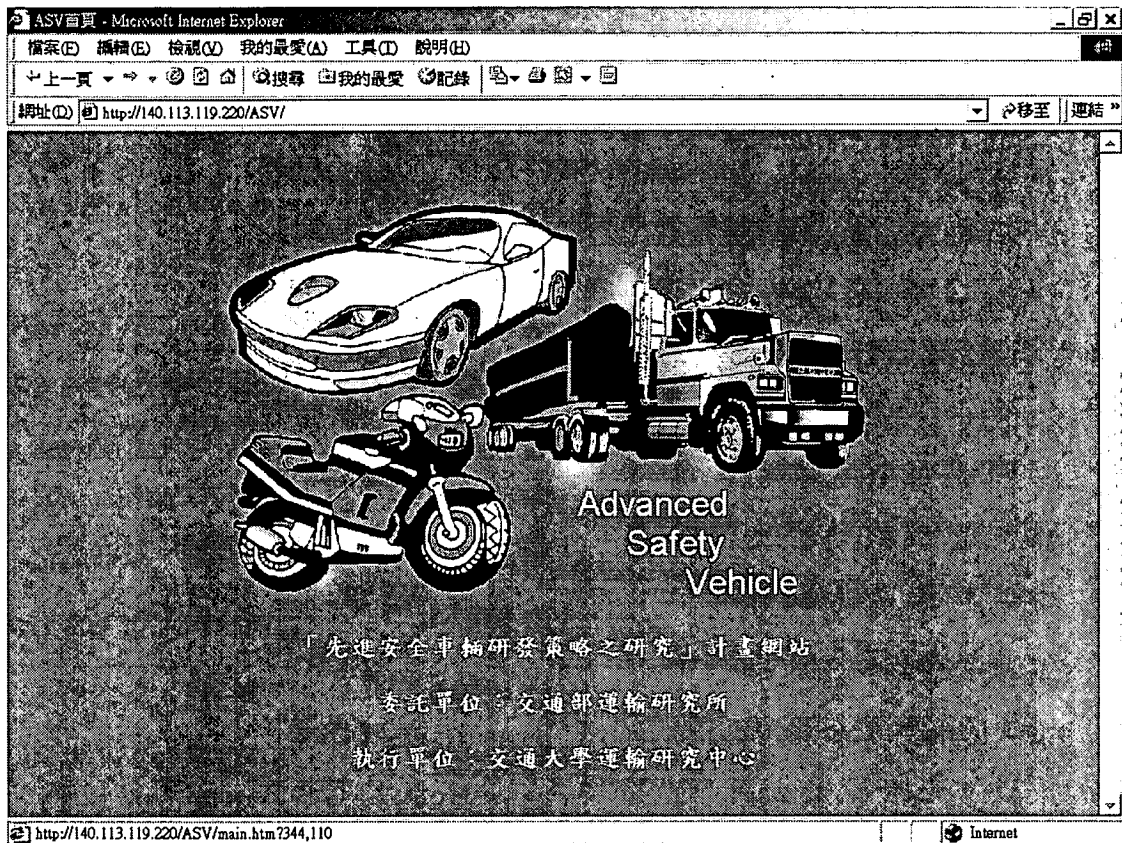 ASV首頁 - Microsoft Internet Explorer
檔案(F) 編輯(E) 檢視(V) 我的最愛(A) 工具(T) 說明(H)
上一頁 搜尋 我的最愛 記錄
網址(D) http://140.113.119.220/ASV/ 移至 連結 »
Advanced
Safety
Vehicle
「先進安全車輛研發策略之研究」計畫網站
委託單位：交通部運輸研究所
執行單位：交通大學運輸研究中心
http://140.113.119.220/ASV/main.htm?344,110 Internet